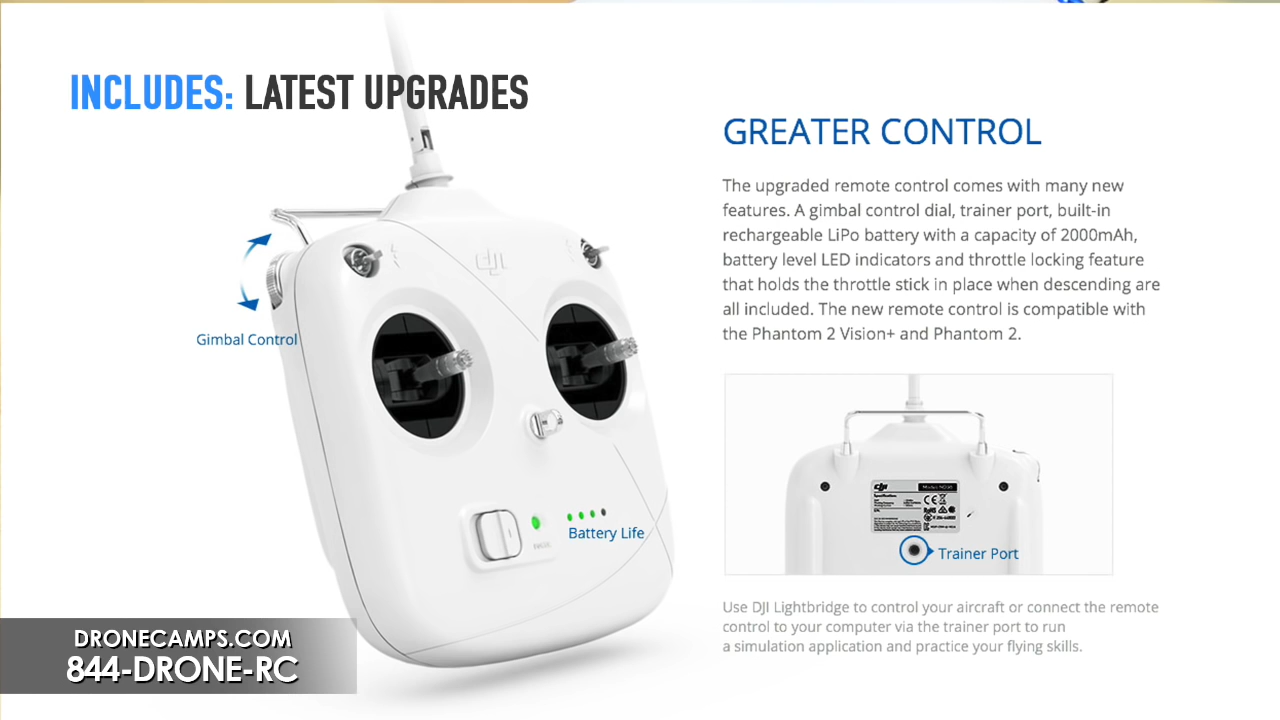 INCLUDES: LATEST UPGRADES
GREATER CONTROL
The upgraded remote control comes with many new
features. A gimbal control dial, trainer port, built-in
rechargeable LiPo battery with a capacity of 2000mAh,
battery level LED indicators and throttle locking feature
that holds the throttle stick in place when descending are
all included. The new remote control is compatible with
the Phantom 2 Vision+ and Phantom 2.
dji
Gimbal Control
Battery Life
dji
Trainer Port
Use DJI Lightbridge to control your aircraft or connect the remote
control to your computer via the trainer port to run
a simulation application and practice your flying skills.
DRONECAMPS.COM
844-DRONE-RC